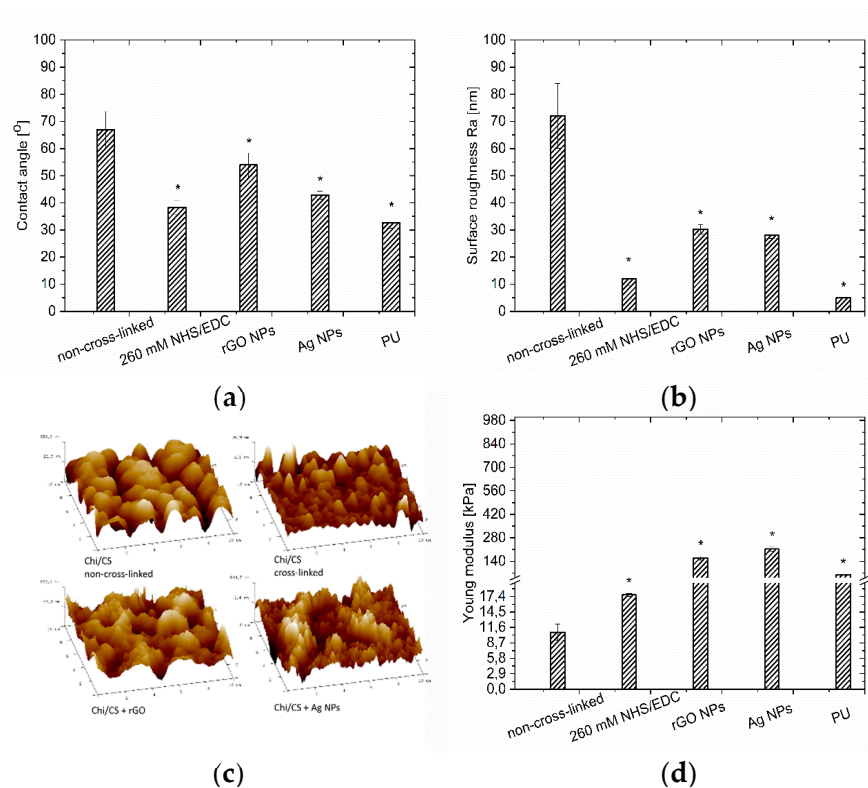 100
90
80
70
60
50
40
30
20
10
0
Contact angle [°]
*
*
*
*
non-cross-linked
260 mM NHS/EDC
rGO NPs
Ag NPs
PU
(a)
100
90
80
70
60
50
40
30
20
10
0
Surface roughness Ra [nm]
*
*
*
*
non-cross-linked
260 mM NHS/EDC
rGO NPs
Ag NPs
PU
(b)
Chi/CS
non-cross-linked
Chi/CS
cross-linked
Chi/CS + rGO
Chi/CS + Ag NPs
(c)
980
840
700
560
420
280
140
17,4
14,5
11,6
8,7
5,8
2,9
0,0
Young modulus [kPa]
*
*
*
*
non-cross-linked
260 mM NHS/EDC
rGO NPs
Ag NPs
PU
(d)